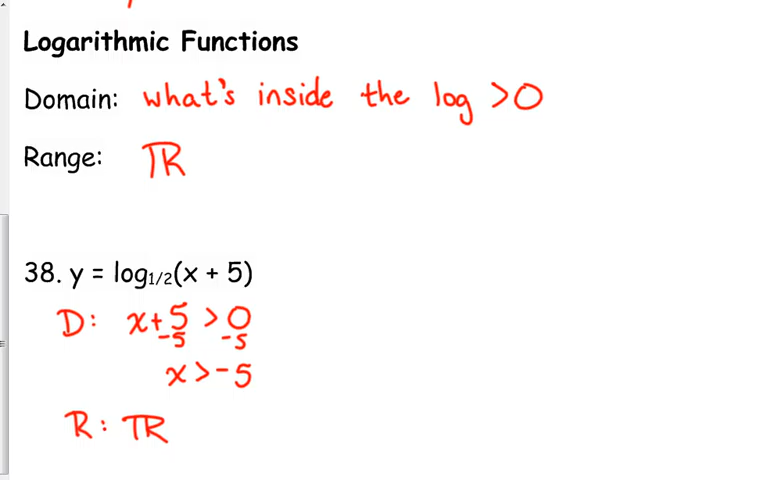 Logarithmic Functions
Domain: what's inside the log >0
Range: ℝ
38. y = log₁/₂(x + 5)
D: x+5 >0
-5 -5
x>-5
R: ℝ